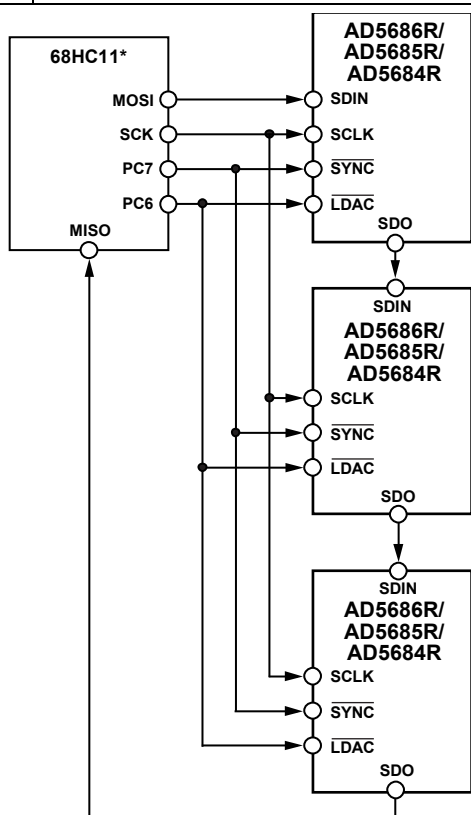 68HC11*
MOSI
SCK
PC7
PC6
MISO
AD5686R/
AD5685R/
AD5684R
SDIN
SCLK
SYNC
LDAC
SDO
SDIN
AD5686R/
AD5685R/
AD5684R
SCLK
SYNC
LDAC
SDO
SDIN
AD5686R/
AD5685R/
AD5684R
SCLK
SYNC
LDAC
SDO